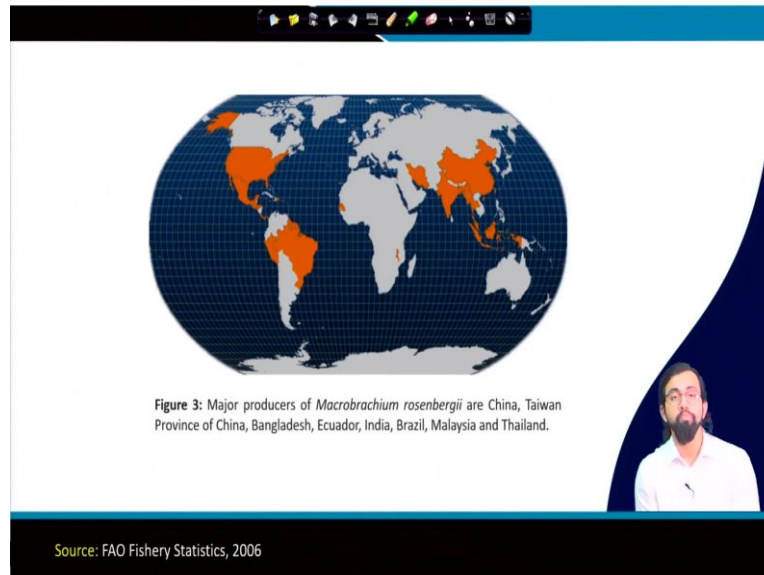 Figure 3: Major producers of Macrobrachium rosenbergii are China, Taiwan
Province of China, Bangladesh, Ecuador, India, Brazil, Malaysia and Thailand.
Source: FAO Fishery Statistics, 2006